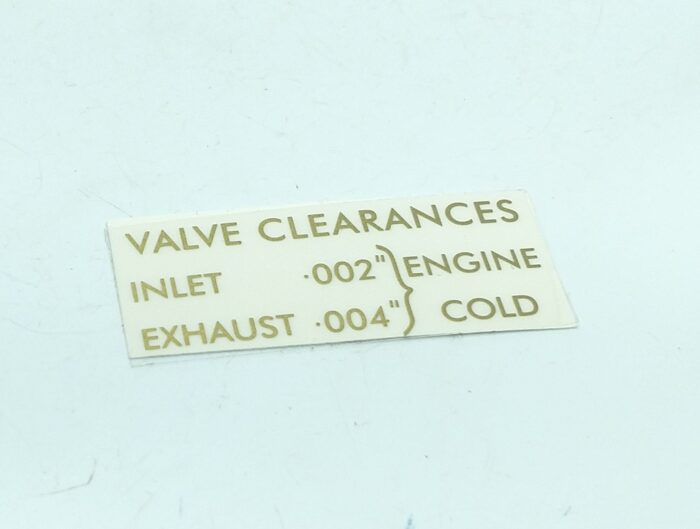 VALVE CLEARANCES
INLET ·002" } ENGINE
EXHAUST ·004" } COLD